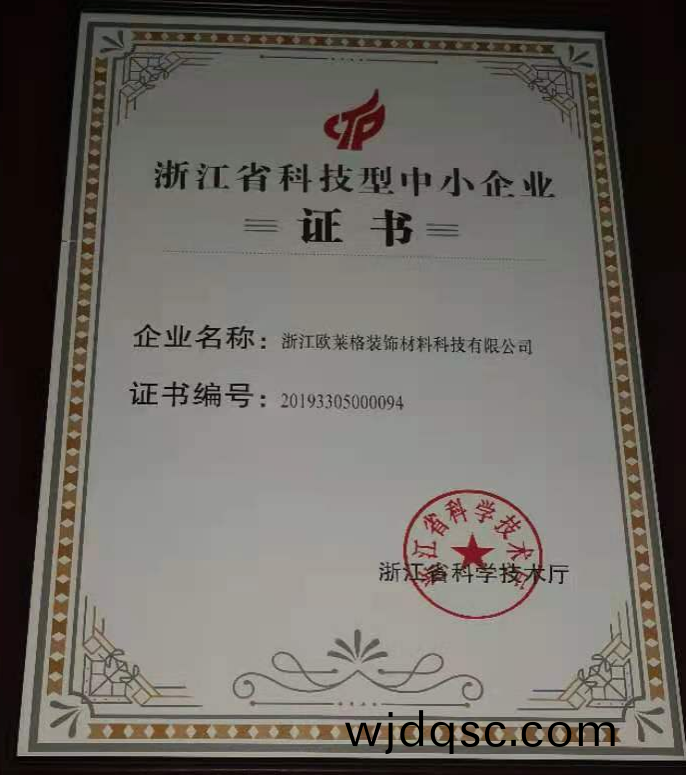 CTP
浙江省科技型中小企业
证书
企业名称：浙江欧莱格装饰材料科技有限公司
证书编号：20193305000094
浙江省科学技术厅
浙江省科学技术厅
wjdqsc.com